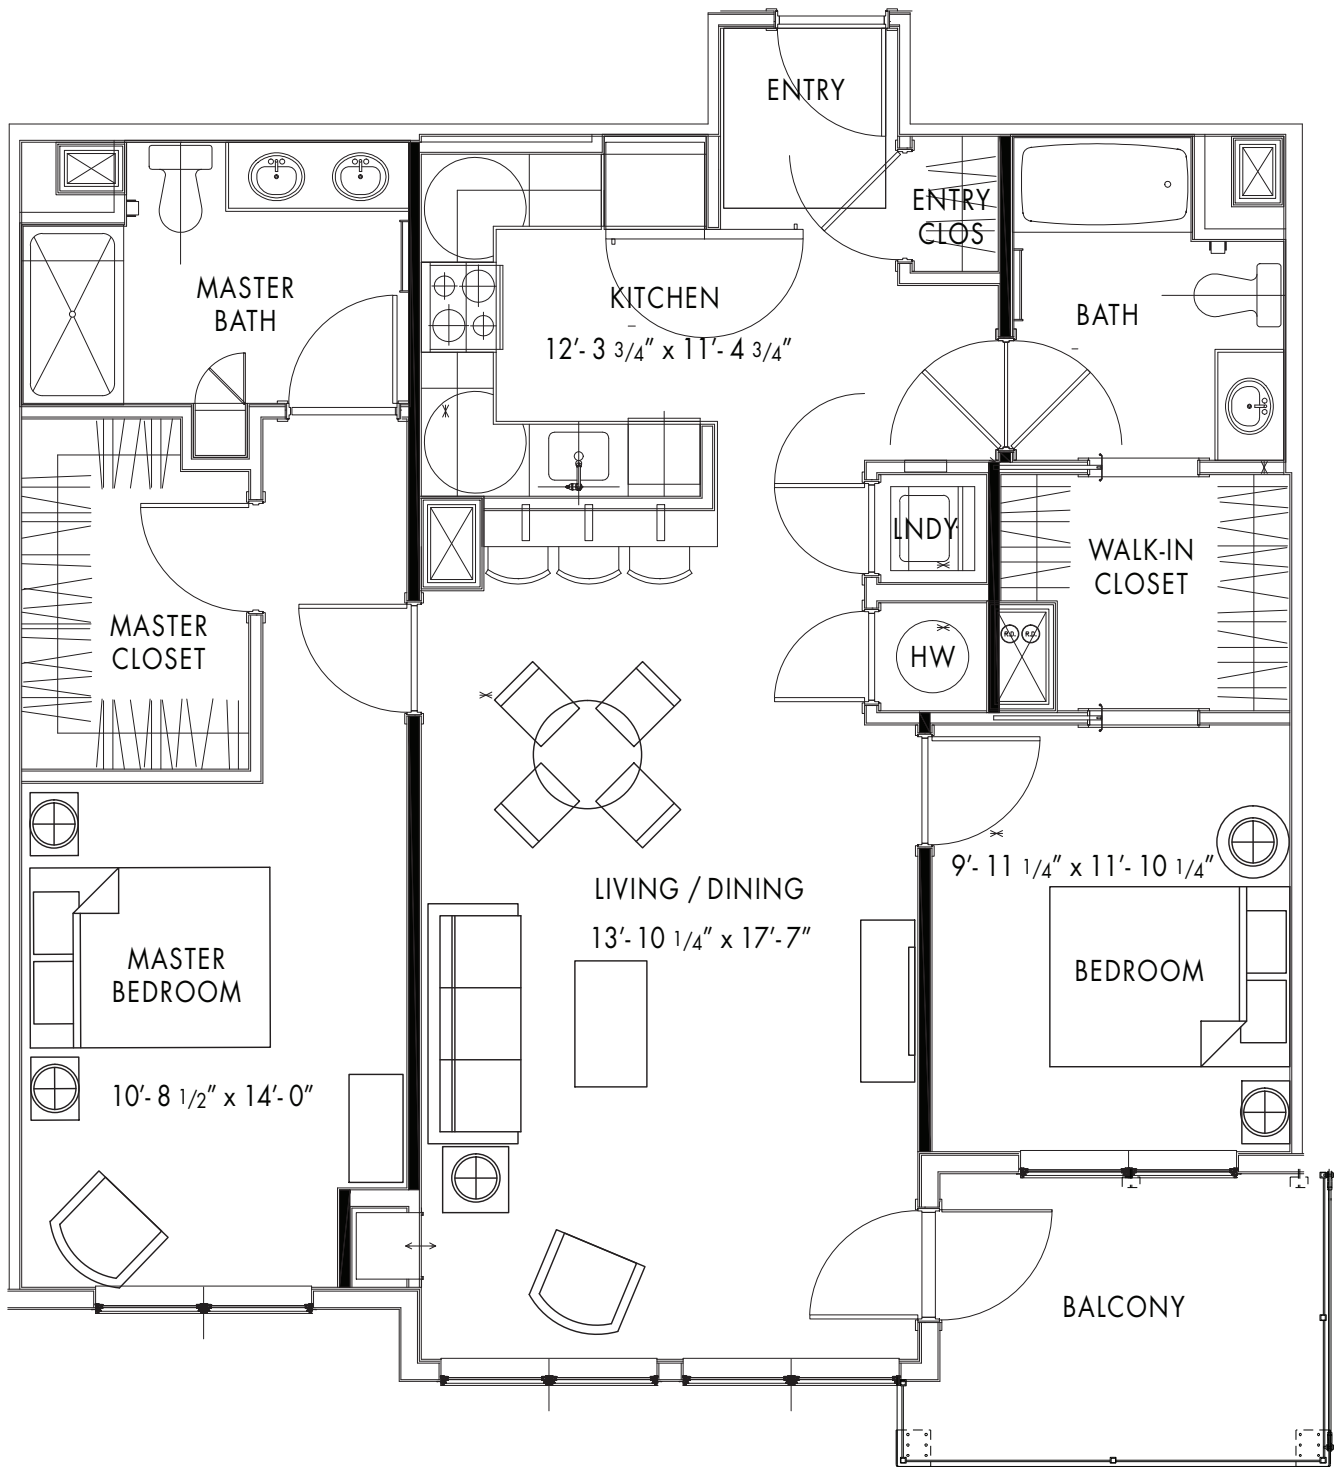 ENTRY
ENTRY
CLOS
MASTER
BATH
KITCHEN
12'- 3 3/4" x 11'- 4 3/4"
BATH
LNDY
WALK-IN
CLOSET
MASTER
CLOSET
R.D. R.D.
HW
9'- 11 1/4" x 11'- 10 1/4"
LIVING / DINING
13'- 10 1/4" x 17'- 7"
MASTER
BEDROOM
BEDROOM
10'- 8 1/2" x 14'- 0"
BALCONY